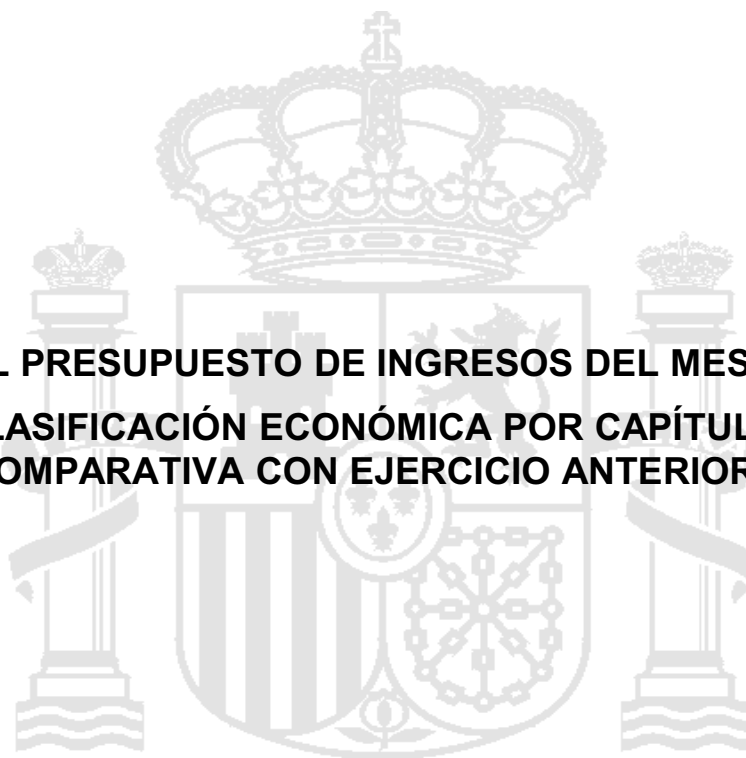 L PRESUPUESTO DE INGRESOS DEL MES
LASIFICACIÓN ECONÓMICA POR CAPÍTUL
OMPARATIVA CON EJERCICIO ANTERIOR